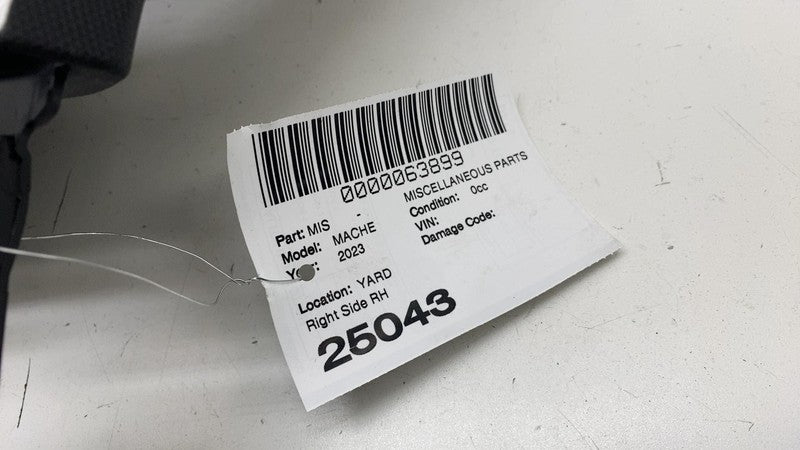 0000063899
Part: MIS - MISCELLANEOUS PARTS
Model: MACHE Condition: 0cc
2023 VIN:
Damage Code:
Location: YARD
Right Side RH
25043